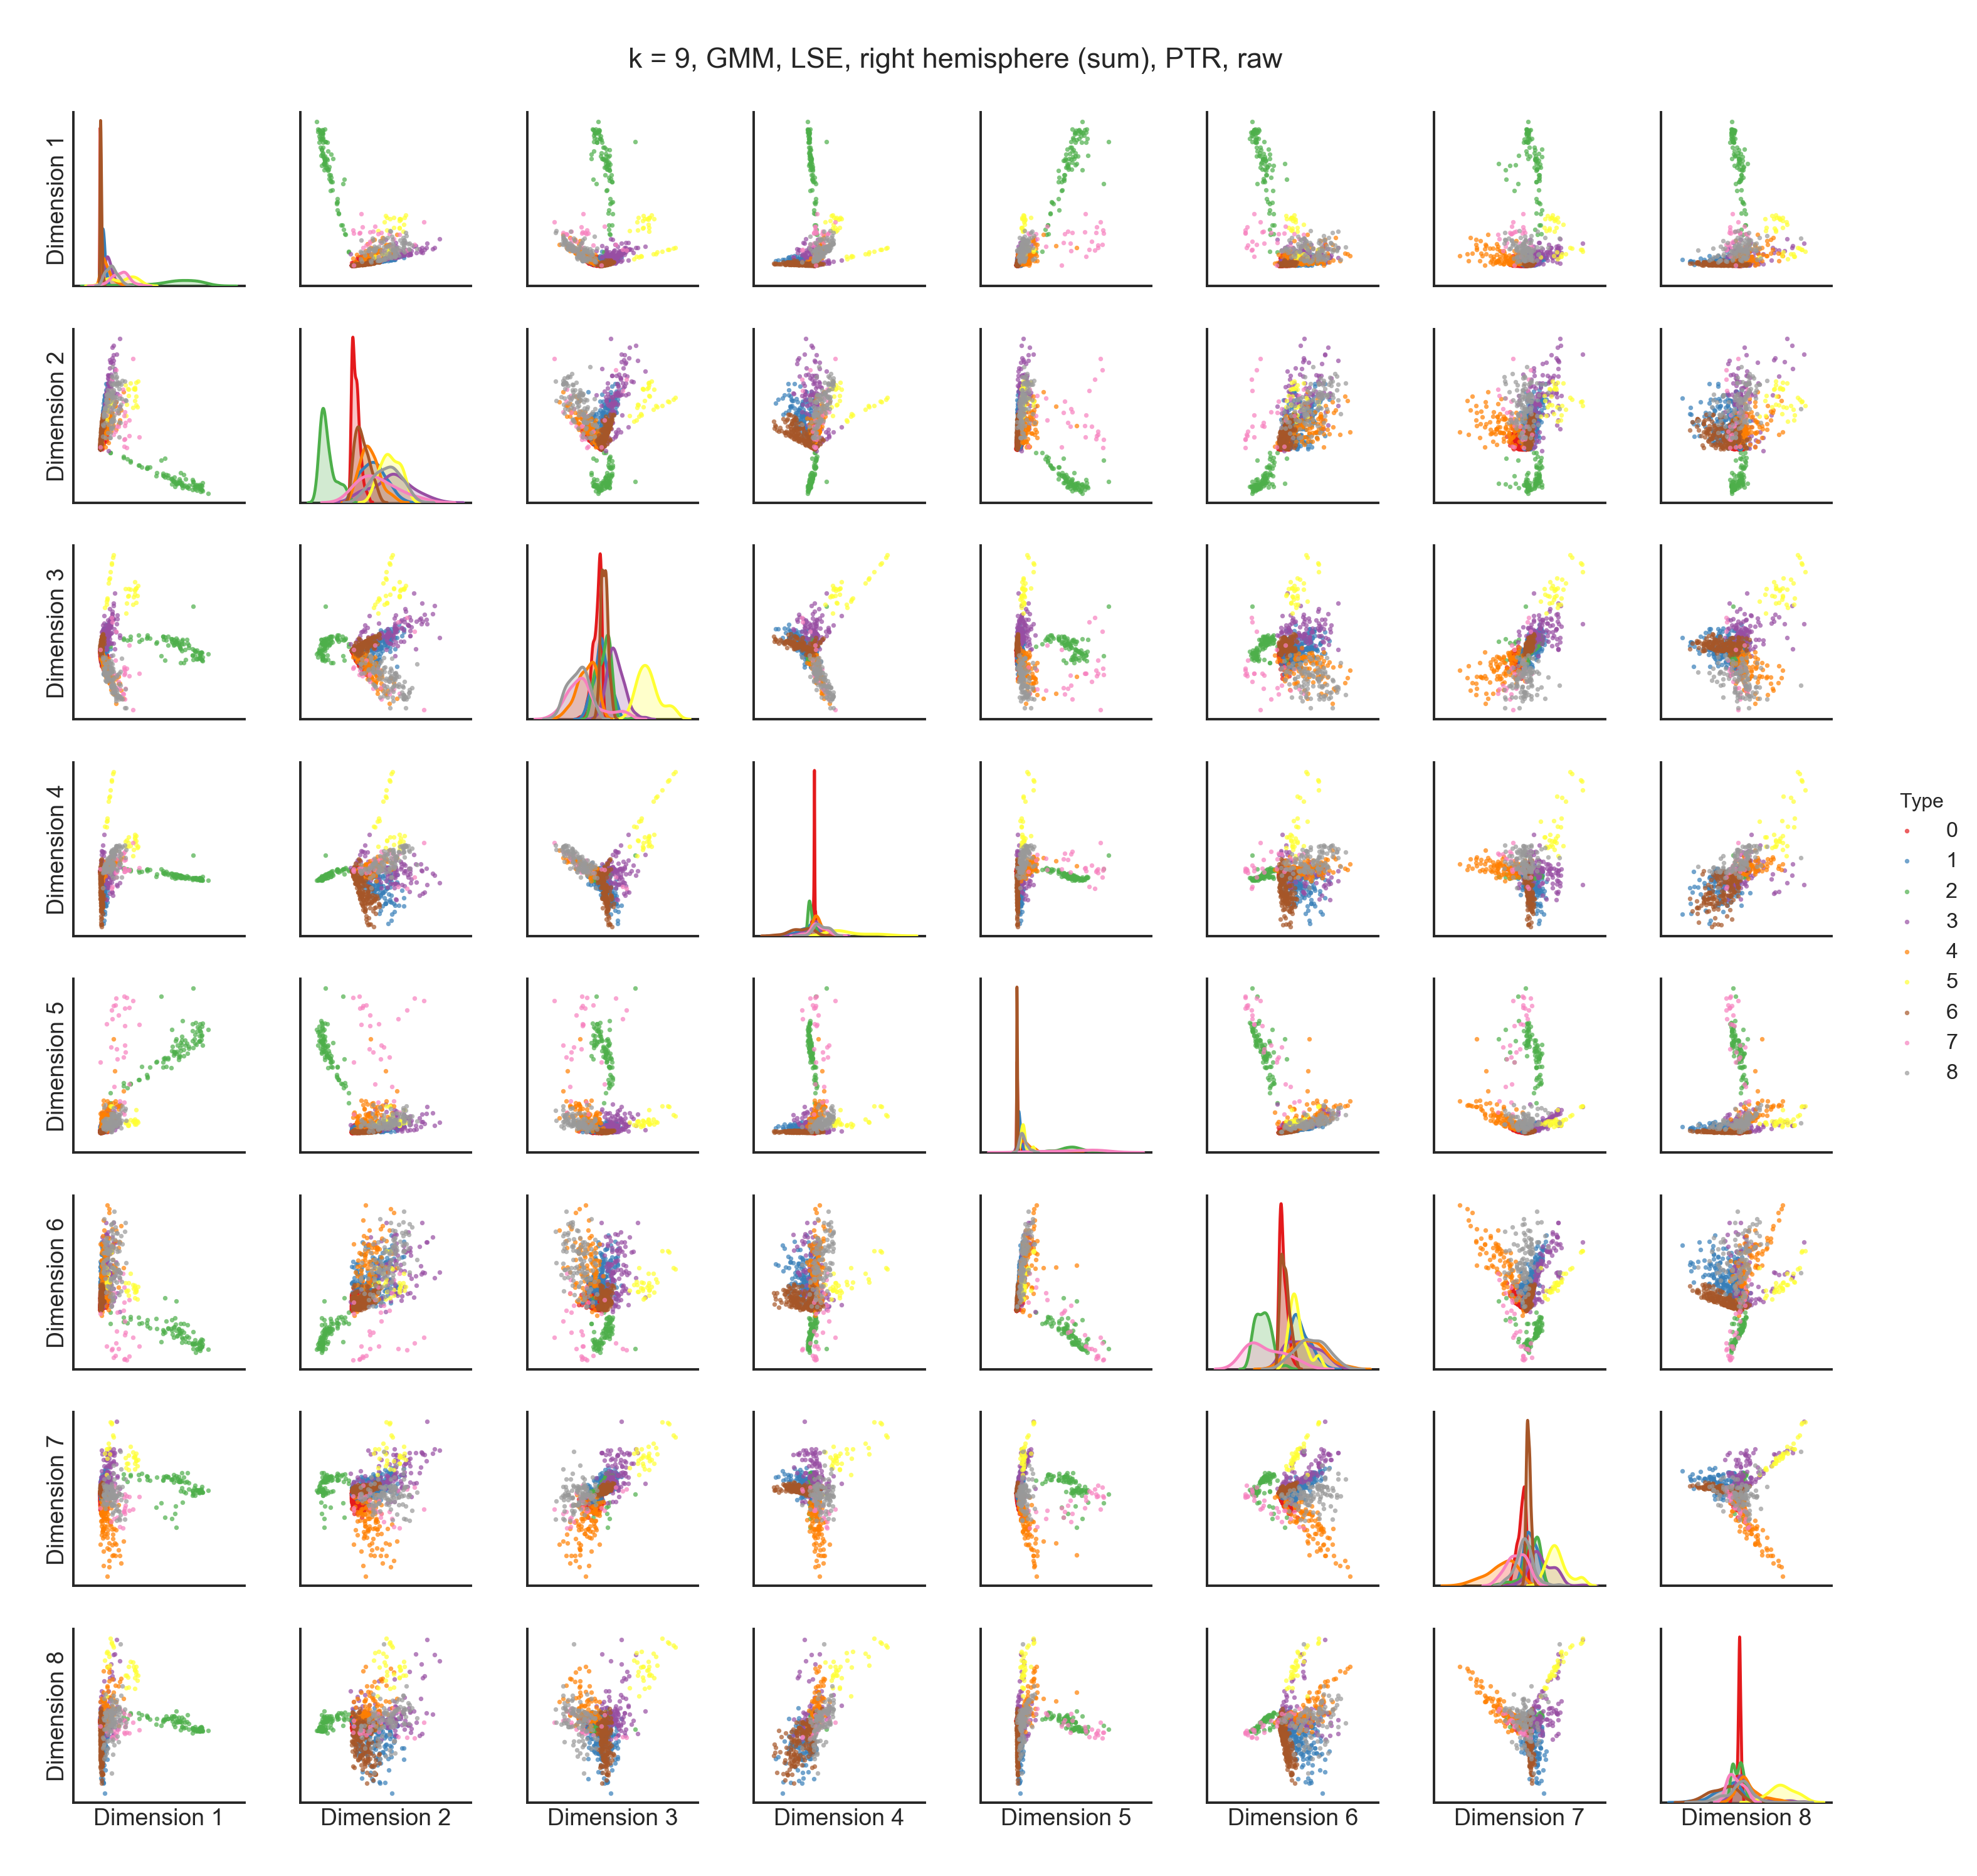 k = 9, GMM, LSE, right hemisphere (sum), PTR, raw
Dimension 1
Dimension 2
Dimension 3
Dimension 4
Dimension 5
Dimension 6
Dimension 7
Dimension 8
Type
0
1
2
3
4
5
6
7
8
Dimension 1
Dimension 2
Dimension 3
Dimension 4
Dimension 5
Dimension 6
Dimension 7
Dimension 8